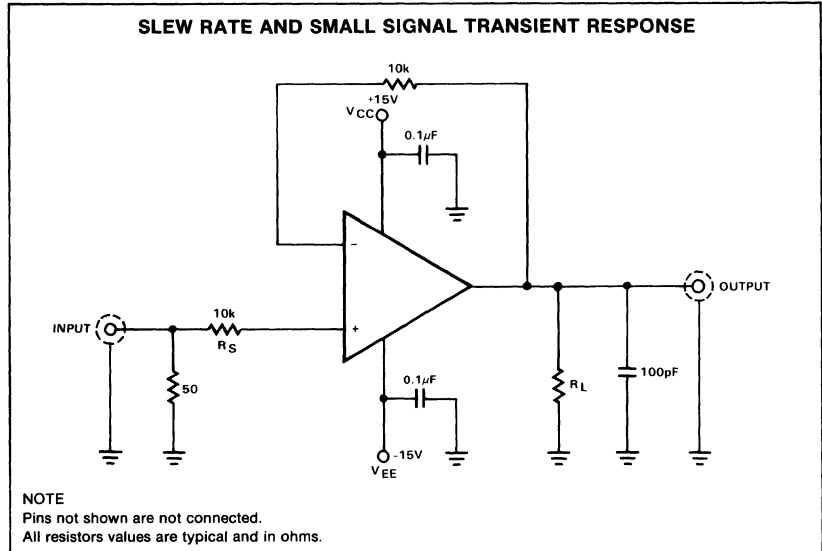 SLEW RATE AND SMALL SIGNAL TRANSIENT RESPONSE
10k
+15V
VCC
0.1µF
−
INPUT
10k
RS
+
50
OUTPUT
0.1µF
RL
100pF
-15V
VEE
NOTE
Pins not shown are not connected.
All resistors values are typical and in ohms.